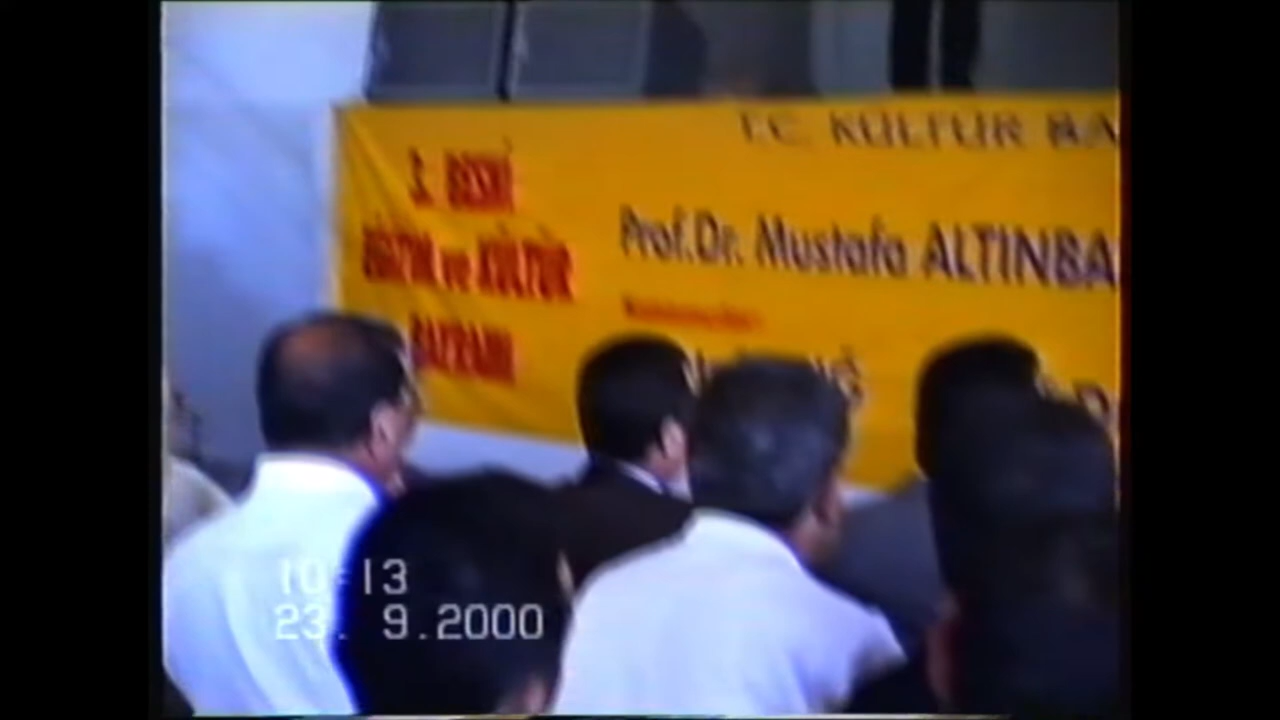 T.C. KÜLTÜR BA
3. BESNİ
EĞİTİM ve KÜLTÜR
BAYRAMI
Prof.Dr. Mustafa ALTINBA
10:13
23. 9.2000